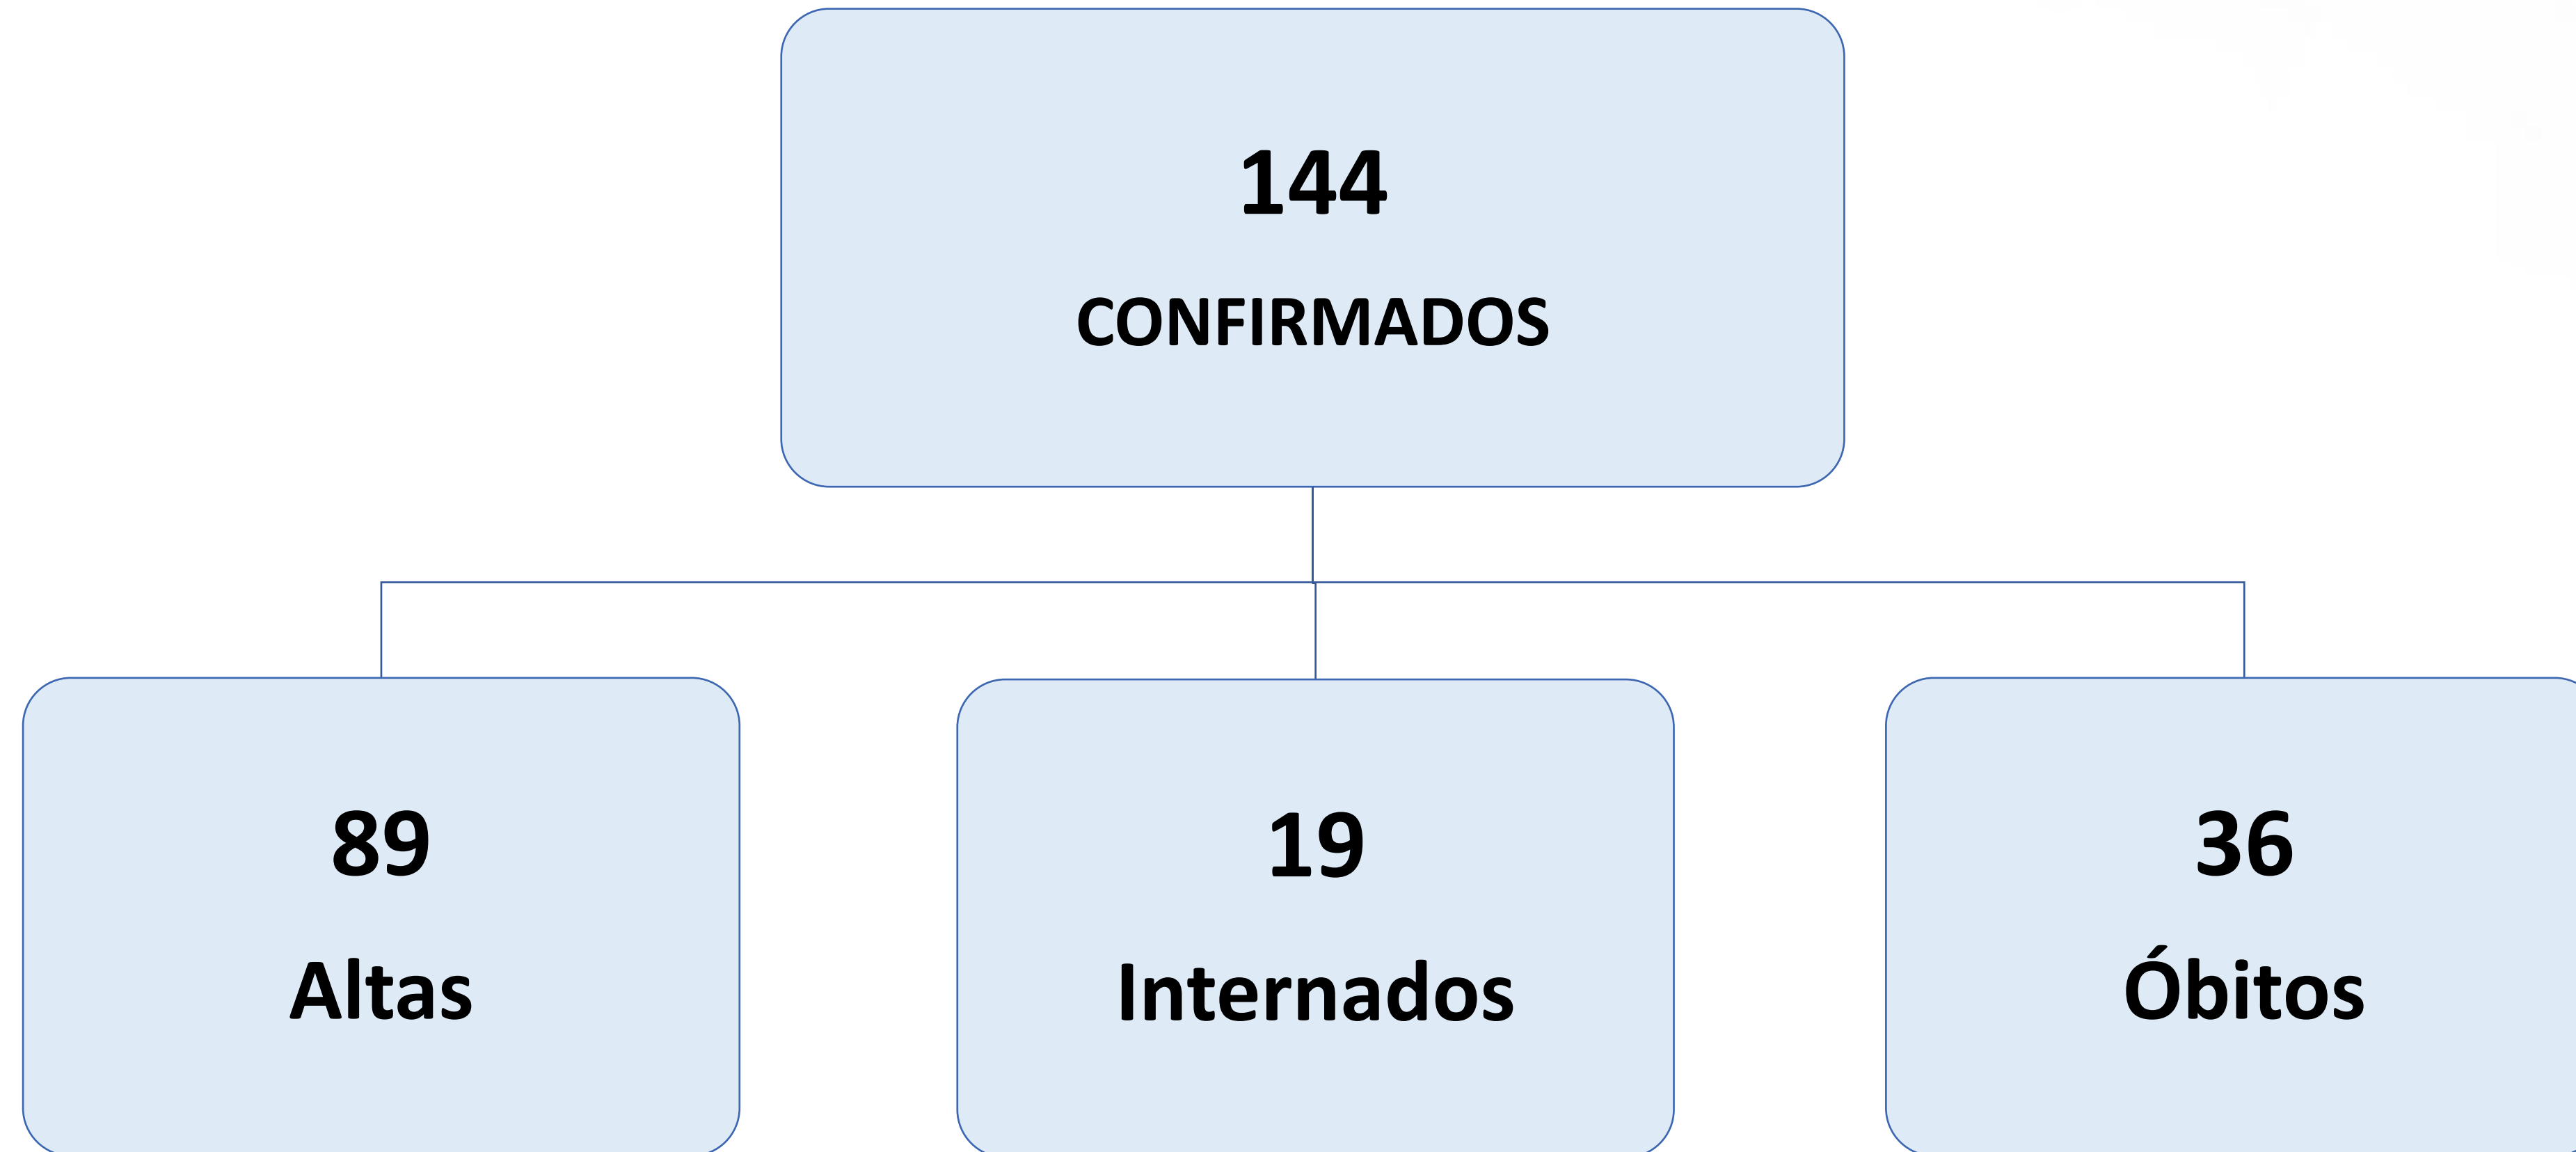 144
CONFIRMADOS
89
Altas
19
Internados
36
Óbitos